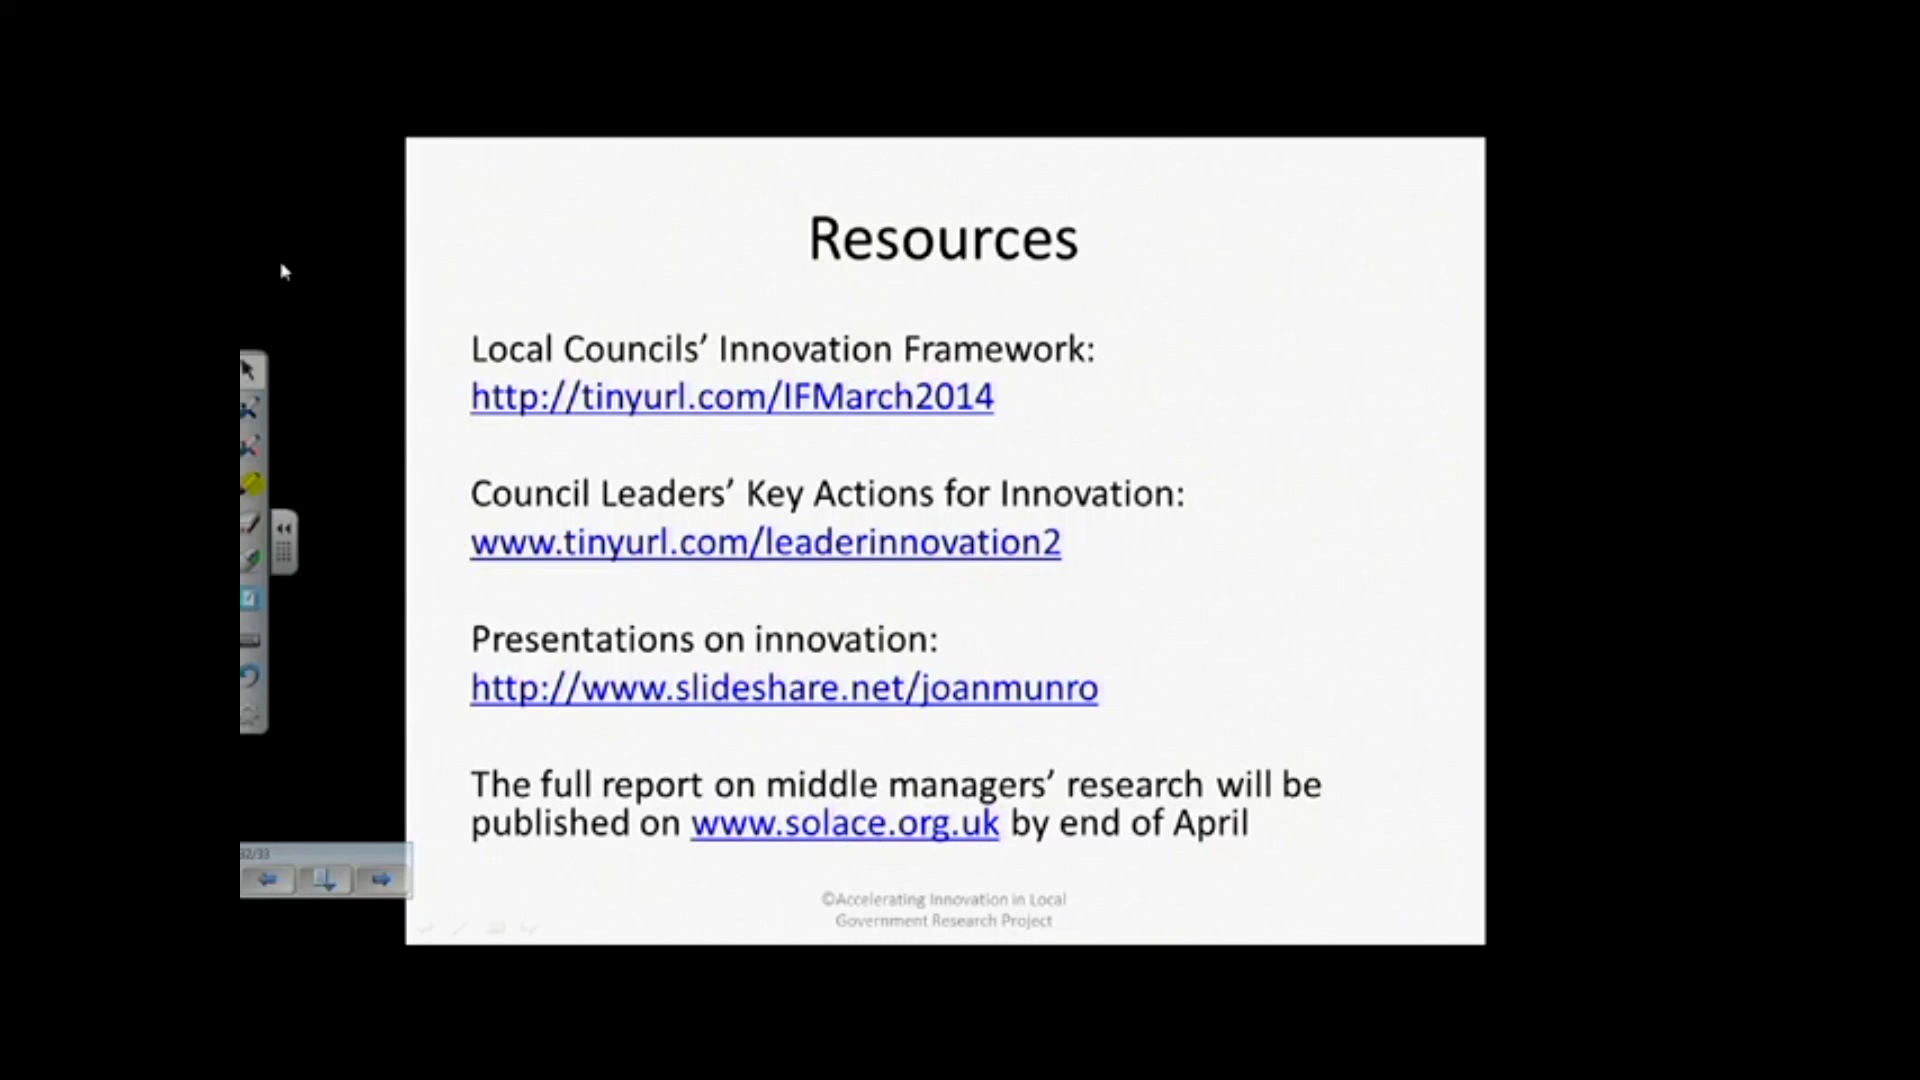 Resources
Local Councils’ Innovation Framework:
http://tinyurl.com/IFMarch2014
Council Leaders’ Key Actions for Innovation:
www.tinyurl.com/leaderinnovation2
Presentations on innovation:
http://www.slideshare.net/joanmunro
The full report on middle managers’ research will be
published on www.solace.org.uk by end of April
32/33
©Accelerating Innovation in Local
Government Research Project